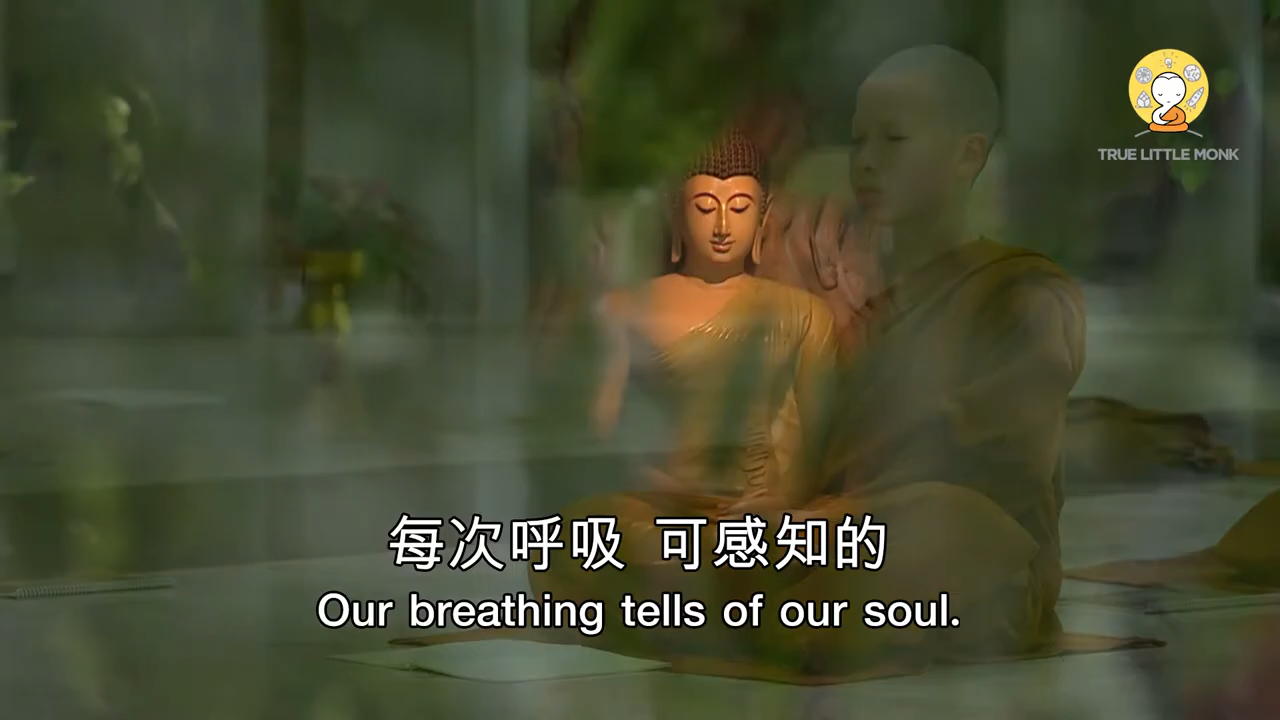 TRUE LITTLE MONK
每次呼吸 可感知的
Our breathing tells of our soul.